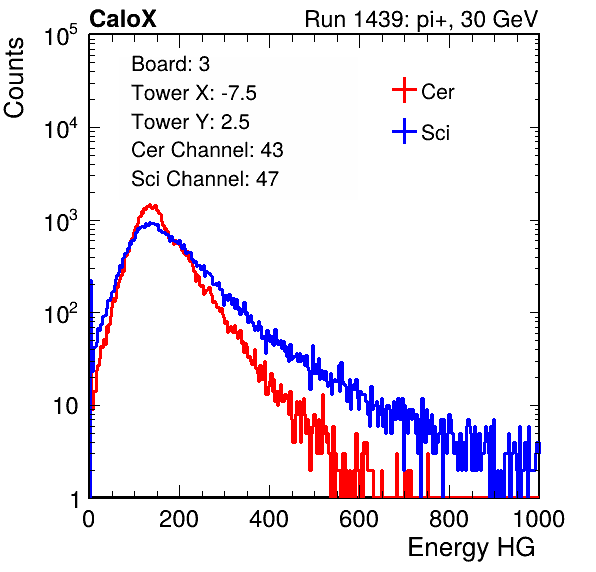 CaloX Run 1439: pi+, 30 GeV
Counts
Board: 3
Tower X: -7.5
Tower Y: 2.5
Cer Channel: 43
Sci Channel: 47
Cer
Sci
10^5
10^4
10^3
10^2
10
1
0 200 400 600 800 1000
Energy HG